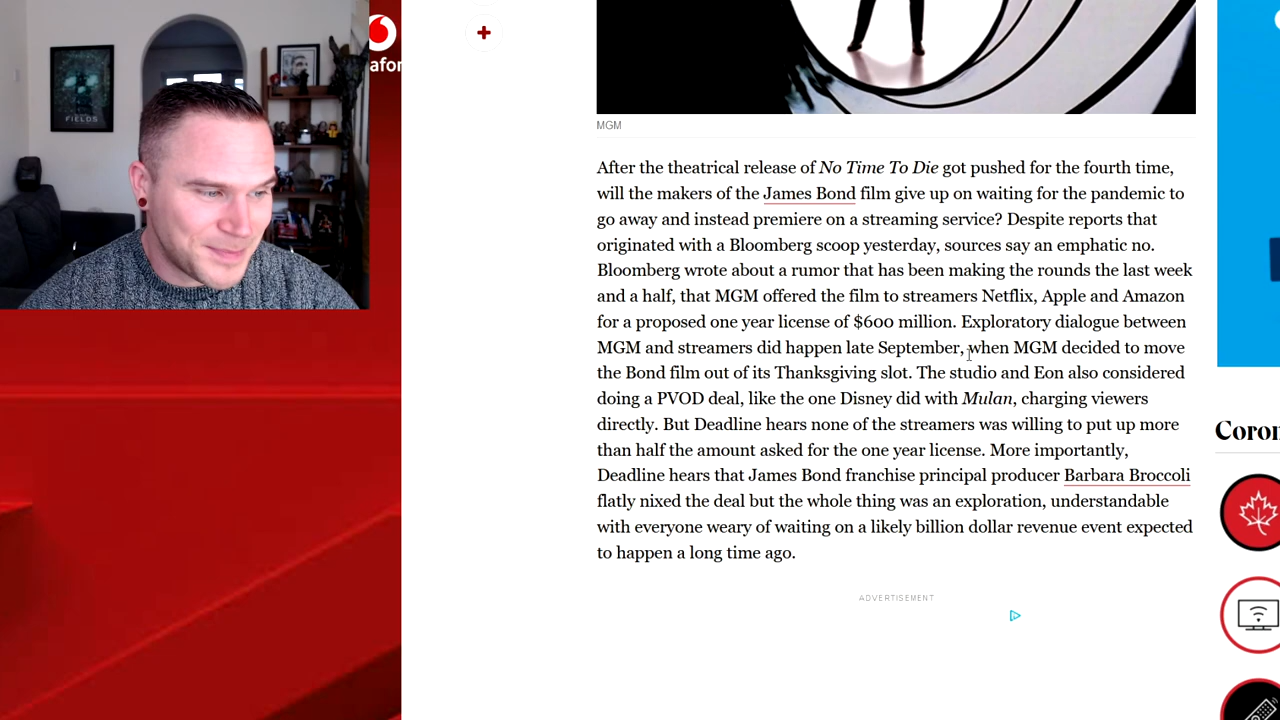 afor
FIELDS
MGM
After the theatrical release of No Time To Die got pushed for the fourth time,
will the makers of the James Bond film give up on waiting for the pandemic to
go away and instead premiere on a streaming service? Despite reports that
originated with a Bloomberg scoop yesterday, sources say an emphatic no.
Bloomberg wrote about a rumor that has been making the rounds the last week
and a half, that MGM offered the film to streamers Netflix, Apple and Amazon
for a proposed one year license of $600 million. Exploratory dialogue between
MGM and streamers did happen late September, when MGM decided to move
the Bond film out of its Thanksgiving slot. The studio and Eon also considered
doing a PVOD deal, like the one Disney did with Mulan, charging viewers
directly. But Deadline hears none of the streamers was willing to put up more
than half the amount asked for the one year license. More importantly,
Deadline hears that James Bond franchise principal producer Barbara Broccoli
flatly nixed the deal but the whole thing was an exploration, understandable
with everyone weary of waiting on a likely billion dollar revenue event expected
to happen a long time ago.
ADVERTISEMENT
Coron